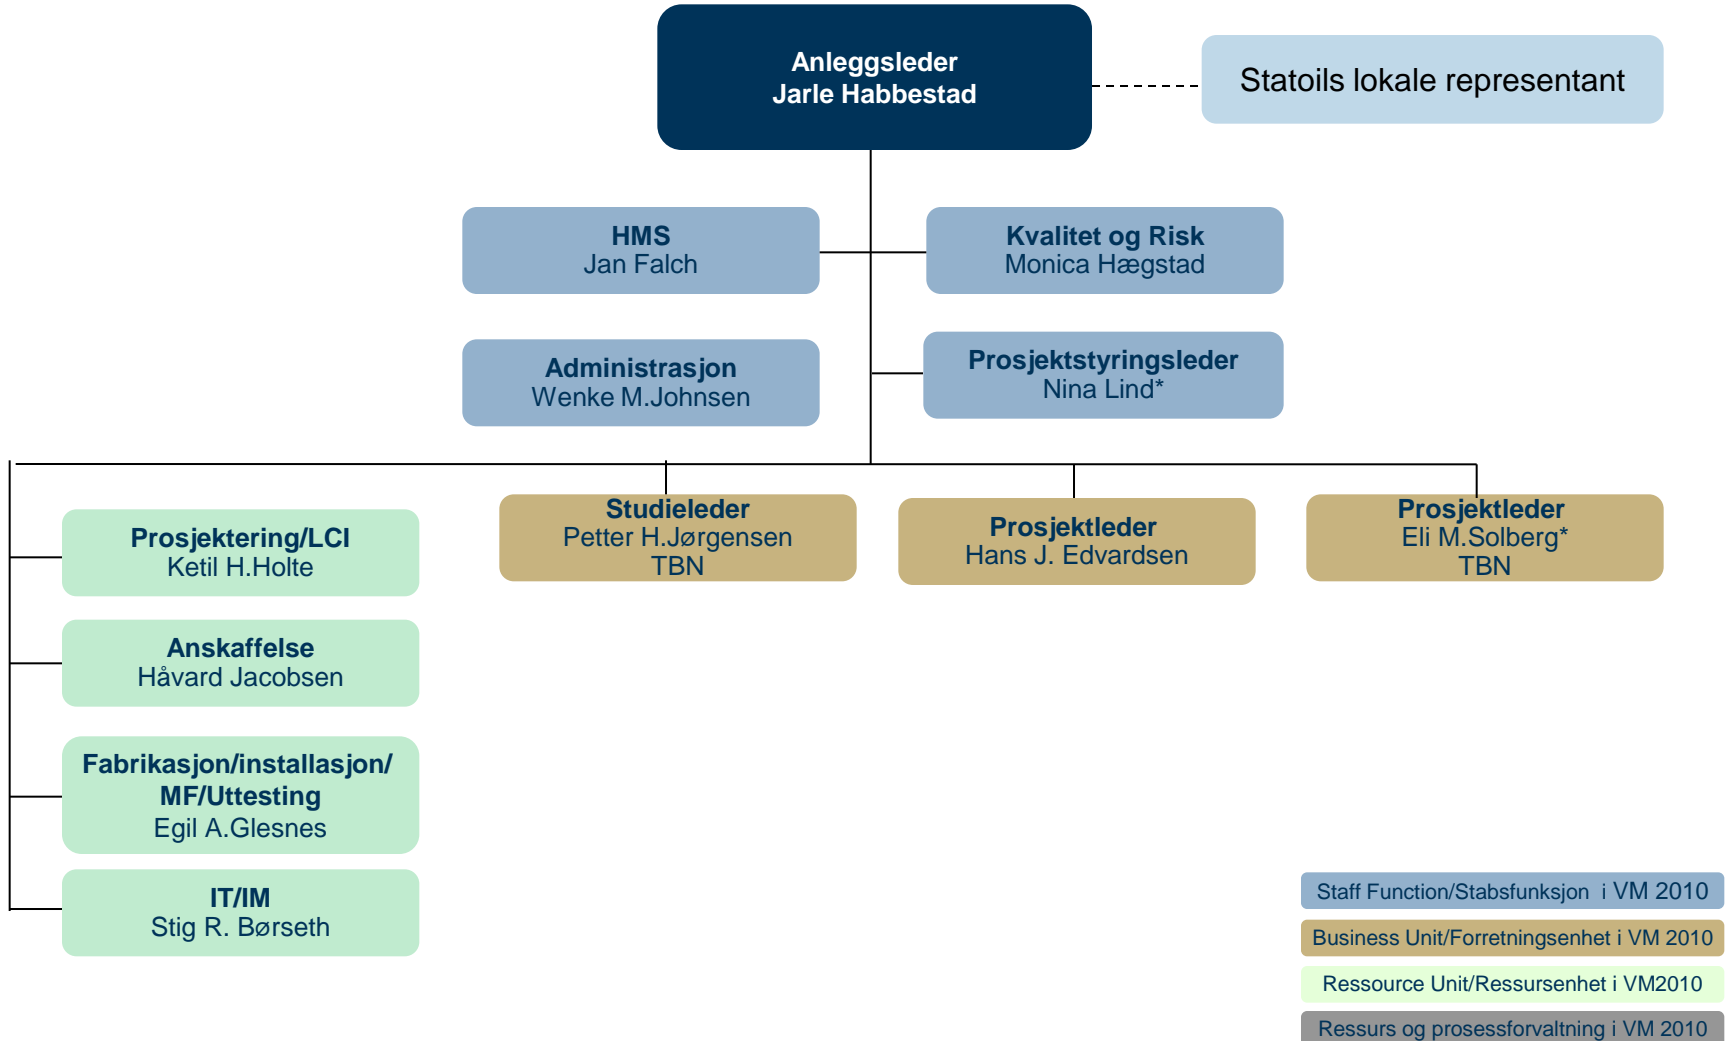 Anleggsleder
Jarle Habbestad
Statoils lokale representant
HMS
Jan Falch
Kvalitet og Risk
Monica Hægstad
Administrasjon
Wenke M.Johnsen
Prosjektstyringsleder
Nina Lind*
Prosjektering/LCI
Ketil H.Holte
Studieleder
Petter H.Jørgensen
TBN
Prosjektleder
Hans J. Edvardsen
Prosjektleder
Eli M.Solberg*
TBN
Anskaffelse
Håvard Jacobsen
Fabrikasjon/installasjon/
MF/Uttesting
Egil A.Glesnes
IT/IM
Stig R. Børseth
Staff Function/Stabsfunksjon i VM 2010
Business Unit/Forretningsenhet i VM 2010
Ressource Unit/Ressursenhet i VM2010
Ressurs og prosessforvaltning i VM 2010